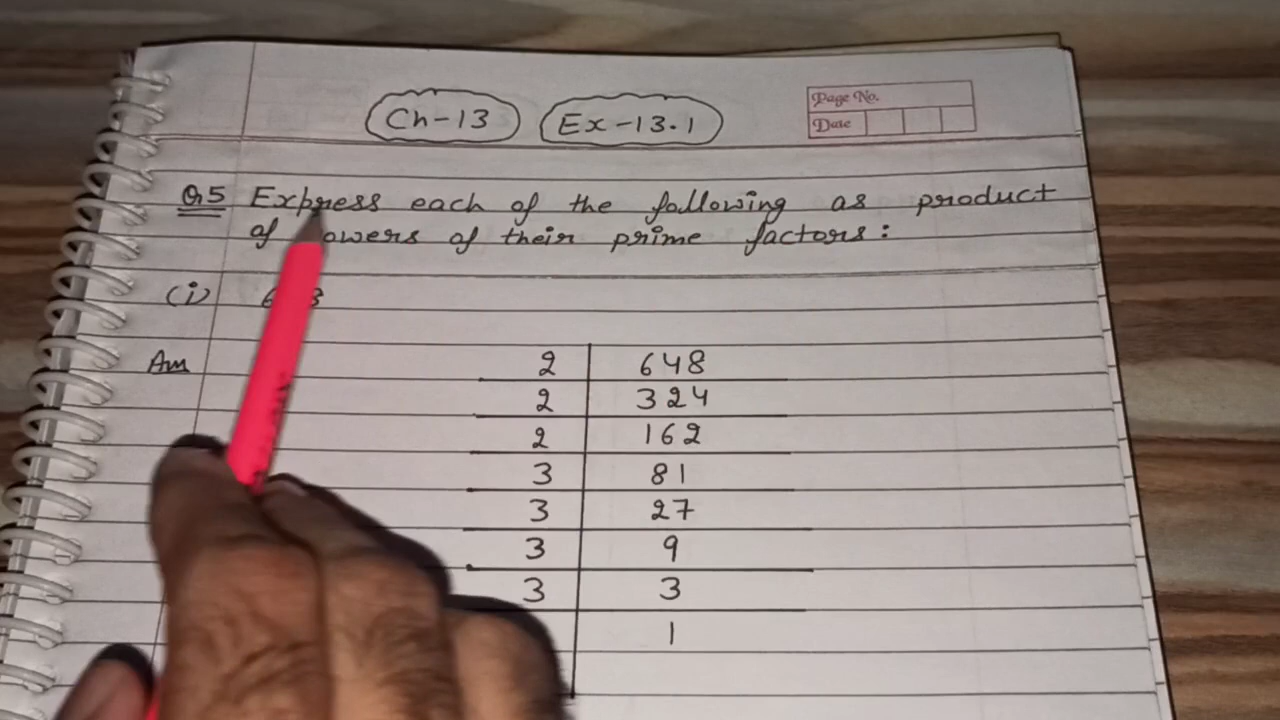 Ch-13 Ex-13.1
Page No.
Date
Q5 Express each of the following as product
of owers of their prime factors:
(i)
Ans
2 648
2 324
2 162
3 81
3 27
3 9
3 3
1